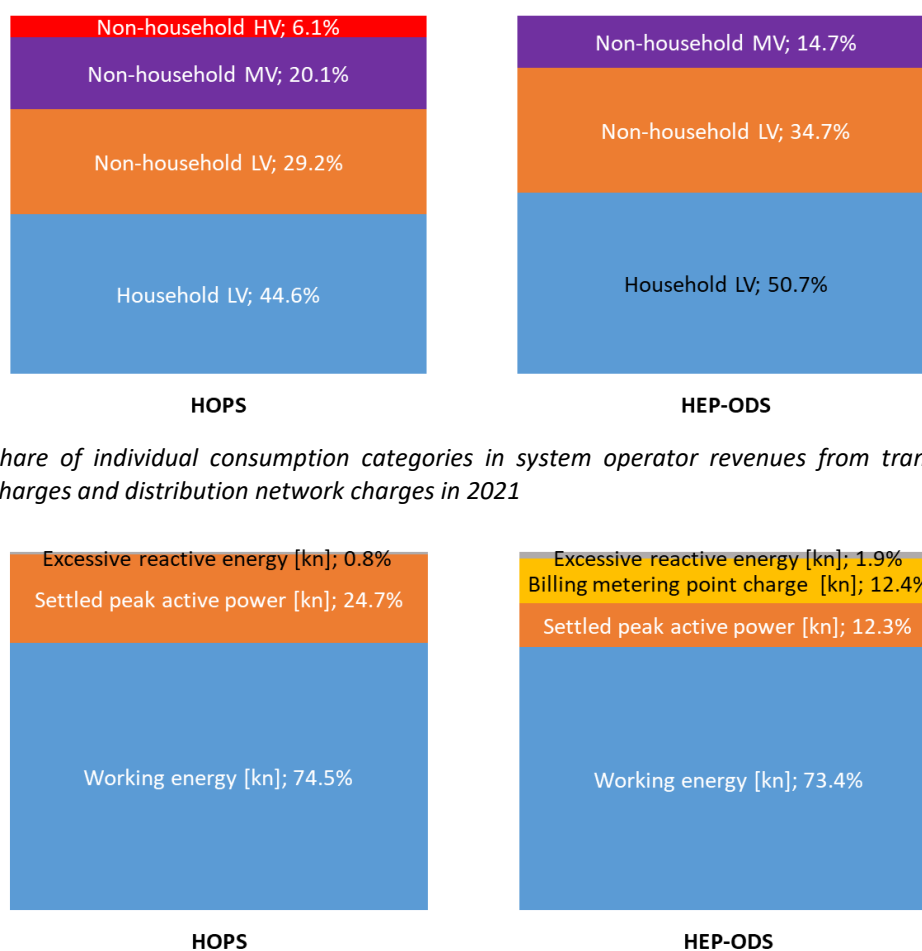 Non-household HV; 6.1%
Non-household MV; 20.1%
Non-household LV; 29.2%
Household LV; 44.6%
HOPS
Non-household MV; 14.7%
Non-household LV; 34.7%
Household LV; 50.7%
HEP-ODS
hare of individual consumption categories in system operator revenues from tran
harges and distribution network charges in 2021
Excessive reactive energy [kn]; 0.8%
Settled peak active power [kn]; 24.7%
Working energy [kn]; 74.5%
HOPS
Excessive reactive energy [kn]; 1.9%
Billing metering point charge [kn]; 12.4%
Settled peak active power [kn]; 12.3%
Working energy [kn]; 73.4%
HEP-ODS